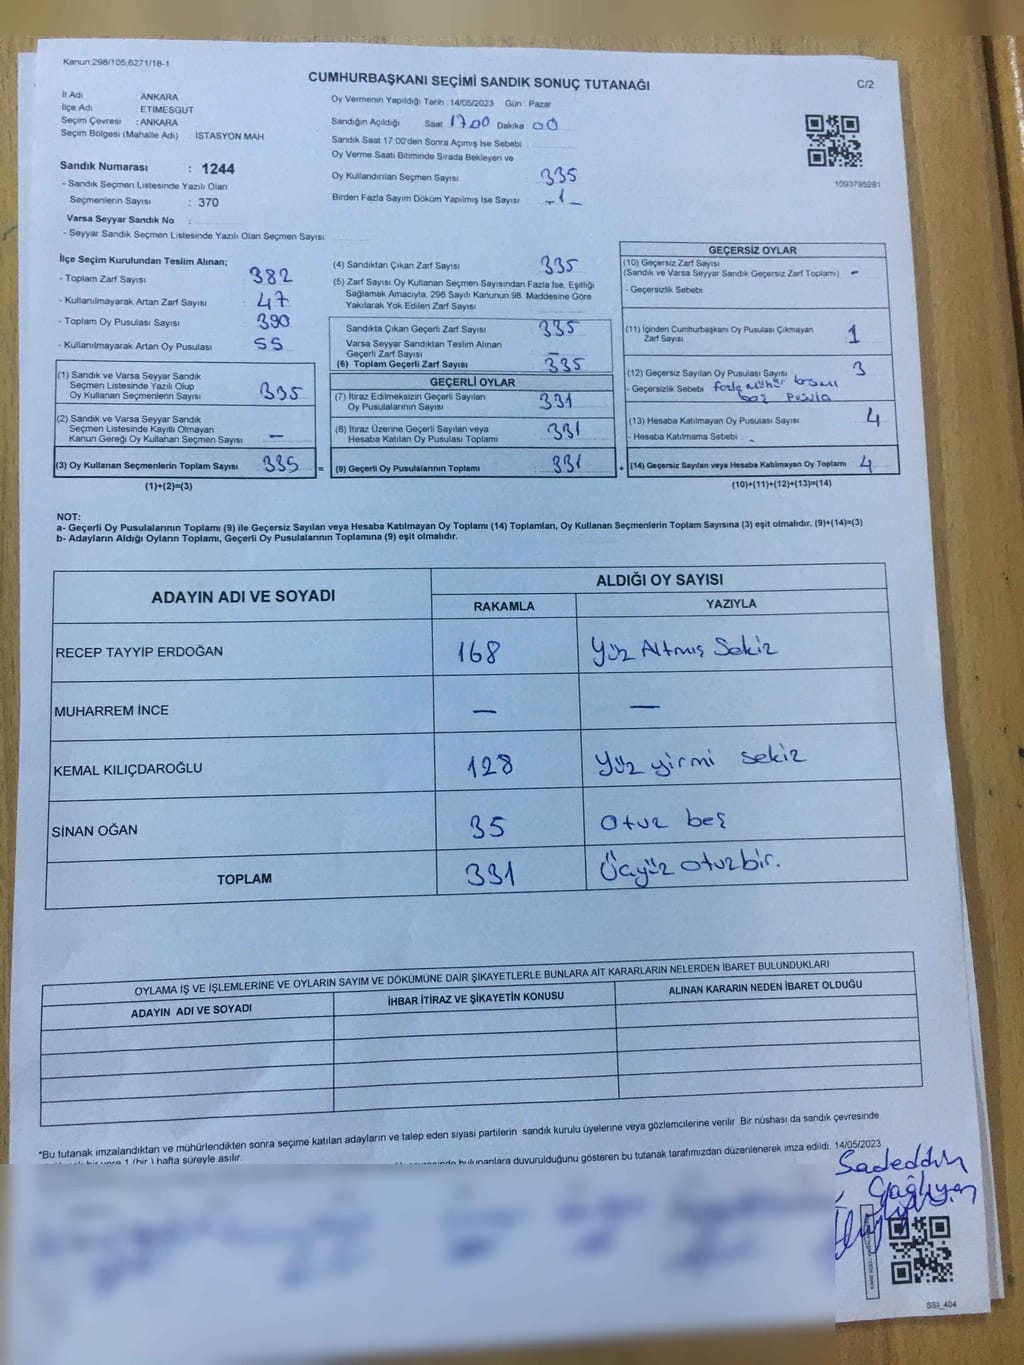 Kanun:298/105;6271/18-1
CUMHURBAŞKANI SEÇİMİ SANDIK SONUÇ TUTANAĞI
C/2
İl Adı ANKARA
İlçe Adı ETİMESGUT
Seçim Çevresi : ANKARA
Seçim Bölgesi (Mahalle Adı) : İSTASYON MAH
Sandık Numarası : 1244
- Sandık Seçmen Listesinde Yazılı Olan
Seçmenlerin Sayısı : 370
Varsa Seyyar Sandık No :
- Seyyar Sandık Seçmen Listesinde Yazılı Olan Seçmen Sayısı:
Oy Vermenin Yapıldığı Tarih : 14/05/2023 Gün : Pazar
Sandığın Açıldığı Saat 17.00 Dakika 00
Sandık Saat 17:00'den Sonra Açımış İse Sebebi
Oy Verme Saati Bitiminde Sırada Bekleyen ve
Oy Kullandırılan Seçmen Sayısı 335
Birden Fazla Sayım Döküm Yapılmış İse Sayısı -1-
1093795281
İlçe Seçim Kurulundan Teslim Alınan;
- Toplam Zarf Sayısı 382
- Kullanılmayarak Artan Zarf Sayısı 47
- Toplam Oy Pusulası Sayısı 390
- Kullanılmayarak Artan Oy Pusulası 55
(1) Sandık ve Varsa Seyyar Sandık
Seçmen Listesinde Yazılı Olup
Oy Kullanan Seçmenlerin Sayısı 335
(2) Sandık ve Varsa Seyyar Sandık
Seçmen Listesinde Kayıtlı Olmayan
Kanun Gereği Oy Kullanan Seçmen Sayısı —
(3) Oy Kullanan Seçmenlerin Toplam Sayısı 335 =
(1)+(2)=(3)
(4) Sandıktan Çıkan Zarf Sayısı 335
(5) Zarf Sayısı Oy Kullanan Seçmen Sayısından Fazla İse, Eşitliği
Sağlamak Amacıyla, 298 Sayılı Kanunun 98 Maddesine Göre
Yakılarak Yok Edilen Zarf Sayısı
Sandıkta Çıkan Geçerli Zarf Sayısı 335
Varsa Seyyar Sandıktan Teslim Alınan
Geçerli Zarf Sayısı —
(6) Toplam Geçerli Zarf Sayısı 335
GEÇERLİ OYLAR
(7) İtiraz Edilmeksizin Geçerli Sayılan
Oy Pusulalarının Sayısı 331
(8) İtiraz Üzerine Geçerli Sayılan veya
Hesaba Katılan Oy Pusulası Toplamı 331
(9) Geçerli Oy Pusulalarının Toplamı : 331 +
GEÇERSİZ OYLAR
(10) Geçersiz Zarf Sayısı
(Sandık ve Varsa Seyyar Sandık Geçersiz Zarf Toplamı) -
- Geçersizlik Sebebi
(11) İçinden Cumhurbaşkanı Oy Pusulası Çıkmayan
Zarf Sayısı 1
(12) Geçersiz Sayılan Oy Pusulası Sayısı 3
- Geçersizlik Sebebi fazla mühür
boş pusla
(13) Hesaba Katılmayan Oy Pusulası Sayısı 4
- Hesaba Katılmama Sebebi -
(14) Geçersiz Sayılan veya Hesaba Katılmayan Oy Toplamı 4
(10)+(11)+(12)+(13)=(14)
NOT:
a- Geçerli Oy Pusulalarının Toplamı (9) ile Geçersiz Sayılan veya Hesaba Katılmayan Oy Toplamı (14) Toplamları, Oy Kullanan Seçmenlerin Toplam Sayısına (3) eşit olmalıdır. (9)+(14)=(3)
b- Adayların Aldığı Oyların Toplamı, Geçerli Oy Pusulalarının Toplamına (9) eşit olmalıdır.
ADAYIN ADI VE SOYADI
ALDIĞI OY SAYISI
RAKAMLA YAZIYLA
RECEP TAYYİP ERDOĞAN 168 Yüz Altmış Sekiz
MUHARREM İNCE — —
KEMAL KILIÇDAROĞLU 128 Yüz yirmi sekiz
SİNAN OĞAN 35 Otuz beş
TOPLAM 331 Üçyüz otuzbir.
OYLAMA İŞ VE İŞLEMLERİNE VE OYLARIN SAYIM VE DÖKÜMÜNE DAİR ŞİKAYETLERLE BUNLARA AİT KARARLARIN NELERDEN İBARET BULUNDUKLARI
ADAYIN ADI VE SOYADI İHBAR İTİRAZ VE ŞİKAYETİN KONUSU ALINAN KARARIN NEDEN İBARET OLDUĞU
*Bu tutanak imzalandıktan ve mühürlendikten sonra seçime katılan adayların ve talep eden siyasi partilerin sandık kurulu üyelerine veya gözlemcilerine verilir Bir nüshası da sandık çevresinde
bir yere 1 (bir ) hafta süreyle asılır.
bulunanlara duyurulduğunu gösteren bu tutanak tarafımızdan düzenlenerek imza edildi. 14/05/2023
Sadeddin
Çağlıyan
SSI_404